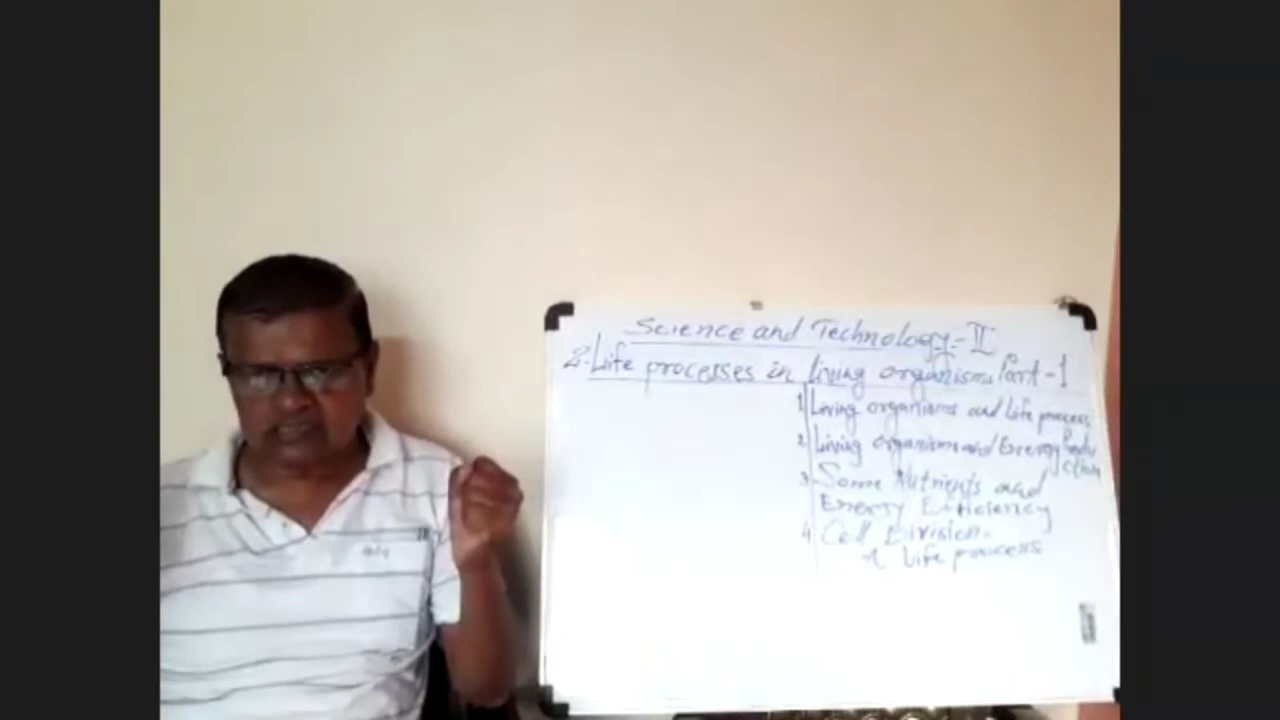 Science and Technology-II
2. Life processes in living organisms Part-1
1 Living organisms and Life process
2 Living organisms and Energy Production
3 Some Nutrients and
Energy Efficiency
4 Cell Division.
A Life process